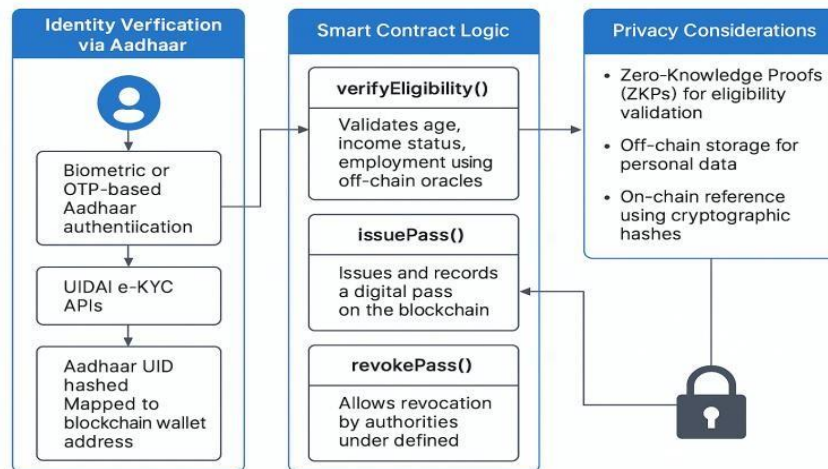 Identity Verfication
via Aadhaar
Biometric or
OTP-based
Aadhaar
authentiication
UIDAI e-KYC
APIs
Aadhaar UID
hashed
Mapped to
blockchain wallet
address
Smart Contract Logic
verifyEligibility()
Validates age,
income status,
employment using
off-chain oracles
issuePass()
Issues and records
a digital pass
on the blockchain
revokePass()
Allows revocation
by authorities
under defined
Privacy Considerations
• Zero-Knowledge Proofs
(ZKPs) for eligibility
validation
• Off-chain storage for
personal data
• On-chain reference
using cryptographic
hashes